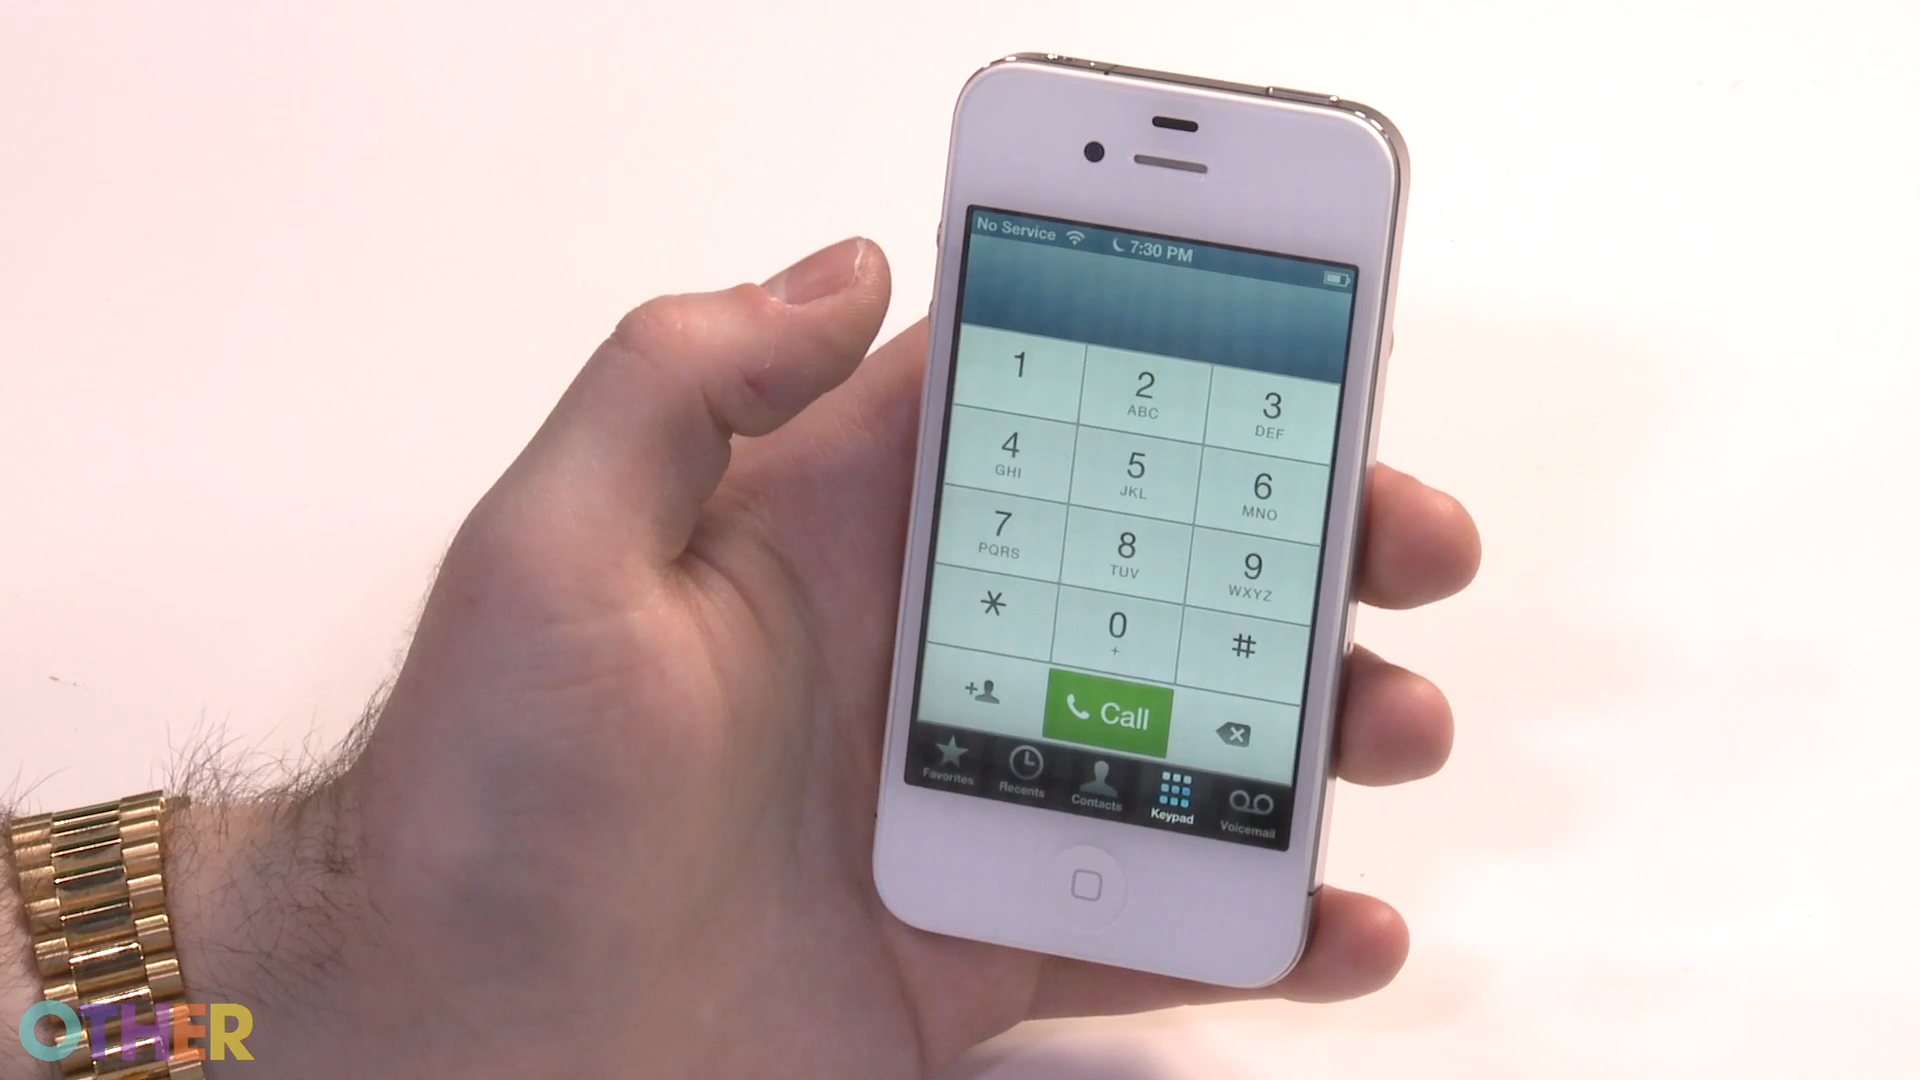 No Service 7:30 PM
1
2
ABC
3
DEF
4
GHI
5
JKL
6
MNO
7
PQRS
8
TUV
9
WXYZ
*
0
+
#
+
Call
Favorites
Recents
Contacts
Keypad
Voicemail
OTHER